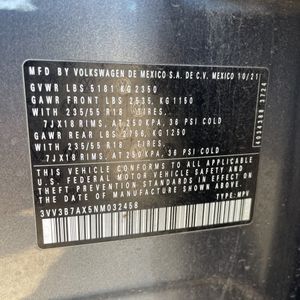 MFD BY VOLKSWAGEN DE MEXICO S.A. DE C.V. MEXICO 10/21
GVWR LBS 5181 KG 2350
GAWR FRONT LBS 2535, KG 1150
WITH - 235/55 R18 - TIRES,
7JX18 RIMS, AT 250 KPA, 36 PSI COLD
GAWR REAR LBS 2756 KG1250
WITH - 235/55 R18 - TIRES,
7JX18 RIMS, AT 250 KPA, 36 PSI COLD
THIS VEHICLE CONFORMS TO ALL APPLICABLE
U.S. FEDERAL MOTOR VEHICLE SAFETY AND
THEFT PREVENTION STANDARDS IN EFFECT ON
THE DATE OF MANUFACTURE SHOWN ABOVE
3VV3B7AX5NM032458 TYPE: MPV